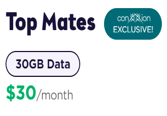 Top Mates
EXCLUSIVE!
30GB Data
$30/month